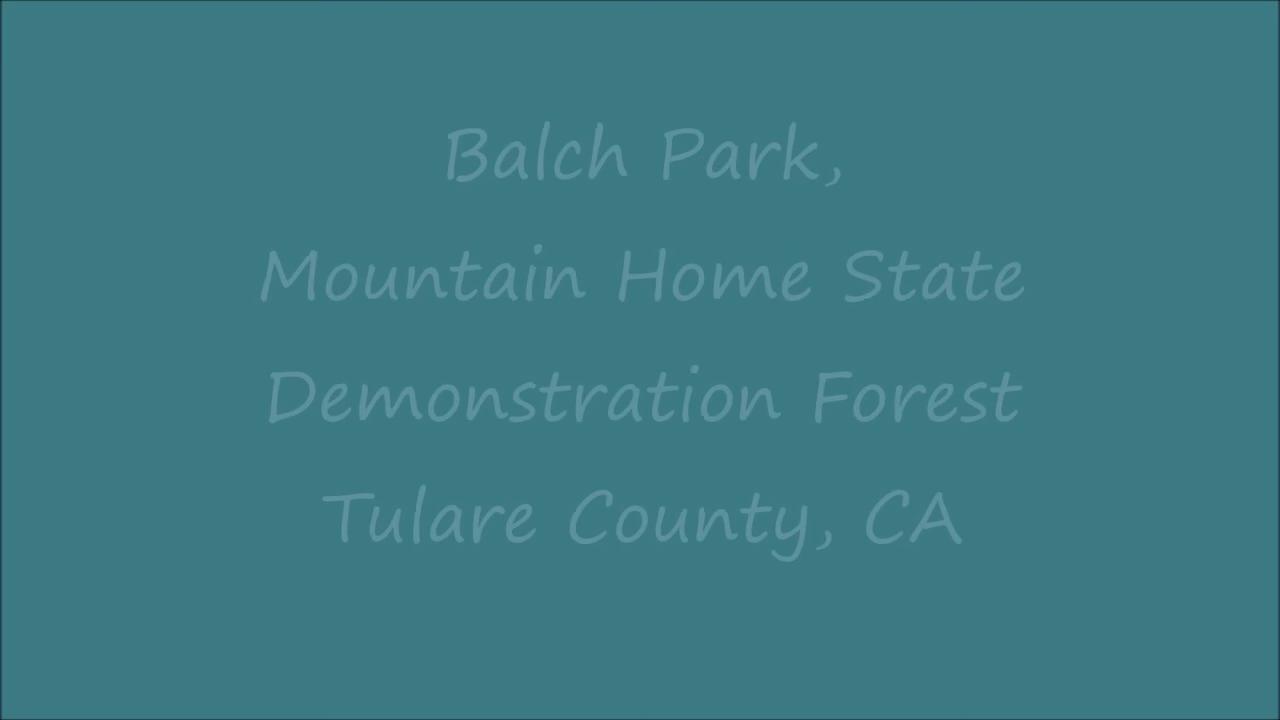 Balch Park,
Mountain Home State
Demonstration Forest
Tulare County, CA